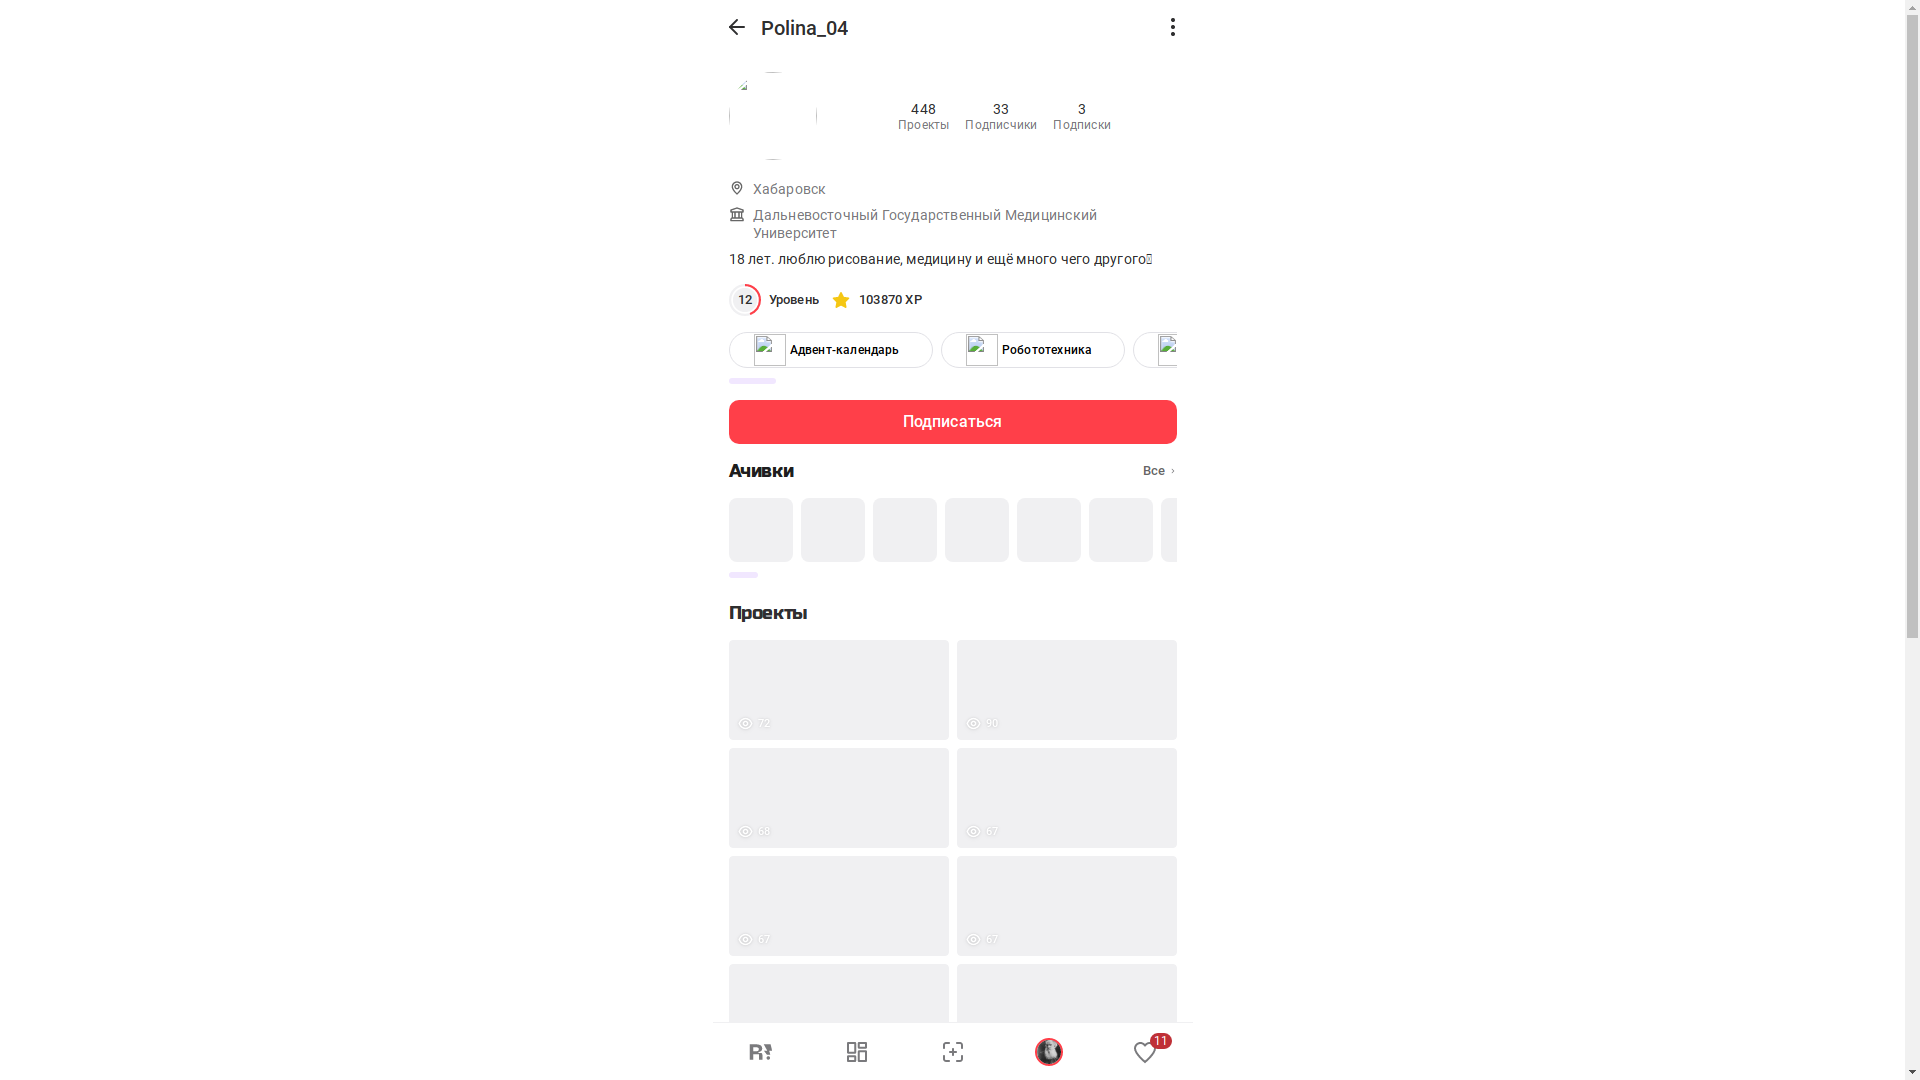 Polina_04
448
Проекты
33
Подписчики
3
Подписки
Хабаровск
Дальневосточный Государственный Медицинский
Университет
18 лет. люблю рисование, медицину и ещё много чего другого
12
Уровень
103870 XP
Адвент-календарь
Робототехника
Подписаться
Ачивки
Все
Проекты
72
90
68
67
67
67
R
11